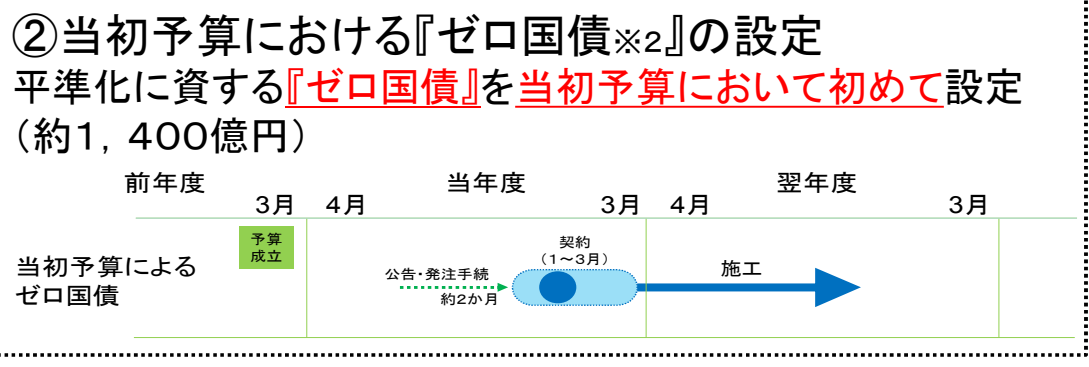 ②当初予算における『ゼロ国債※2』の設定
平準化に資する『ゼロ国債』を当初予算において初めて設定
（約1，400億円）
前年度 当年度 翌年度
3月 4月 3月 4月 3月
予算
成立
契約
（1～3月）
当初予算による
ゼロ国債
公告・発注手続
約2か月
施工